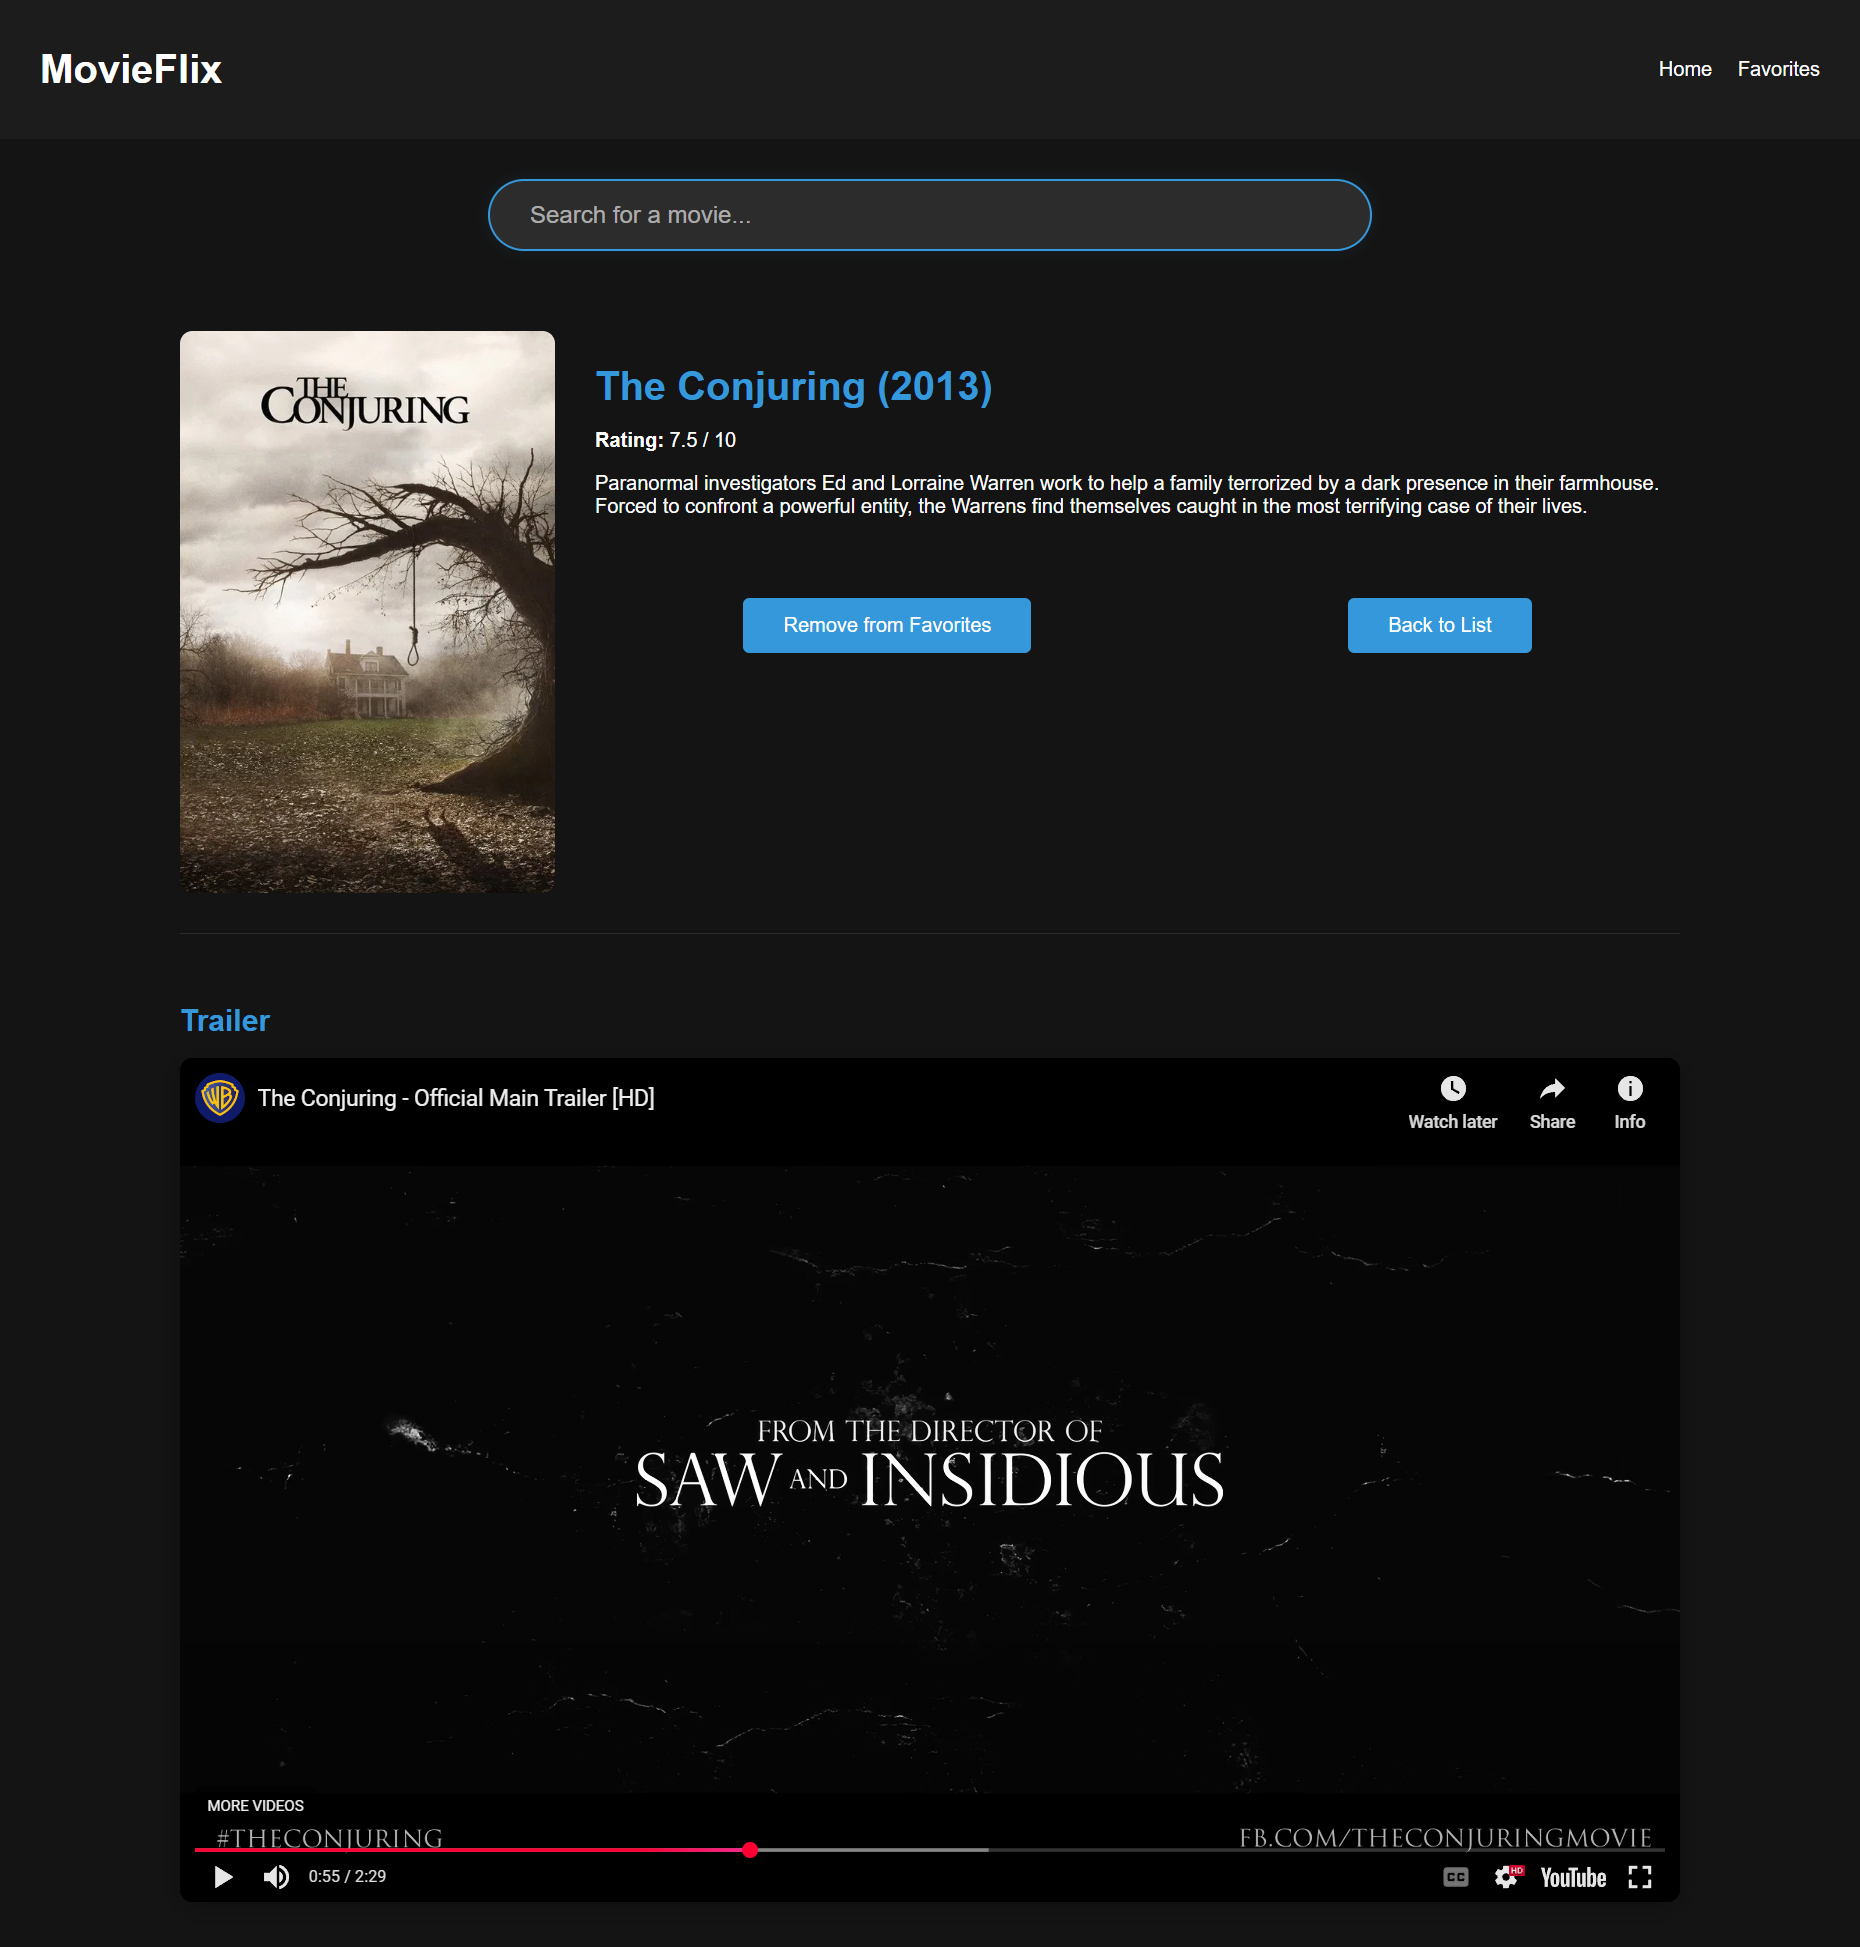 MovieFlix
Home
Favorites
Search for a movie...
THE
CONJURING
The Conjuring (2013)
Rating: 7.5 / 10
Paranormal investigators Ed and Lorraine Warren work to help a family terrorized by a dark presence in their farmhouse.
Forced to confront a powerful entity, the Warrens find themselves caught in the most terrifying case of their lives.
Remove from Favorites
Back to List
Trailer
WB
The Conjuring - Official Main Trailer [HD]
Watch later
Share
Info
FROM THE DIRECTOR OF
SAW AND INSIDIOUS
MORE VIDEOS
#THECONJURING
FB.COM/THECONJURINGMOVIE
0:55 / 2:29
CC
HD
YouTube